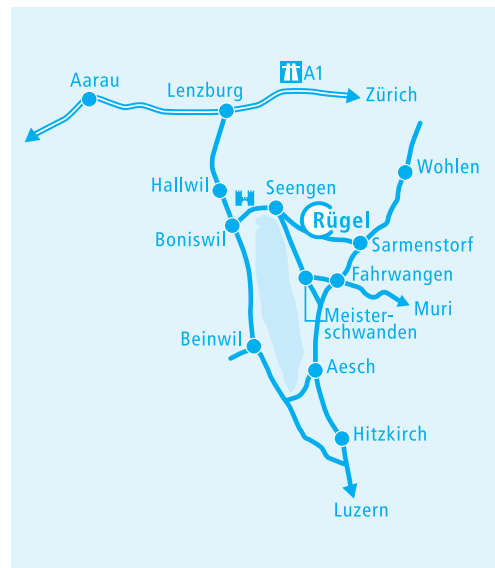 A1
Aarau
Lenzburg
Zürich
Wohlen
Hallwil
Seengen
Rügel
Boniswil
Sarmenstorf
Fahrwangen
Muri
Meister-
schwanden
Beinwil
Aesch
Hitzkirch
Luzern